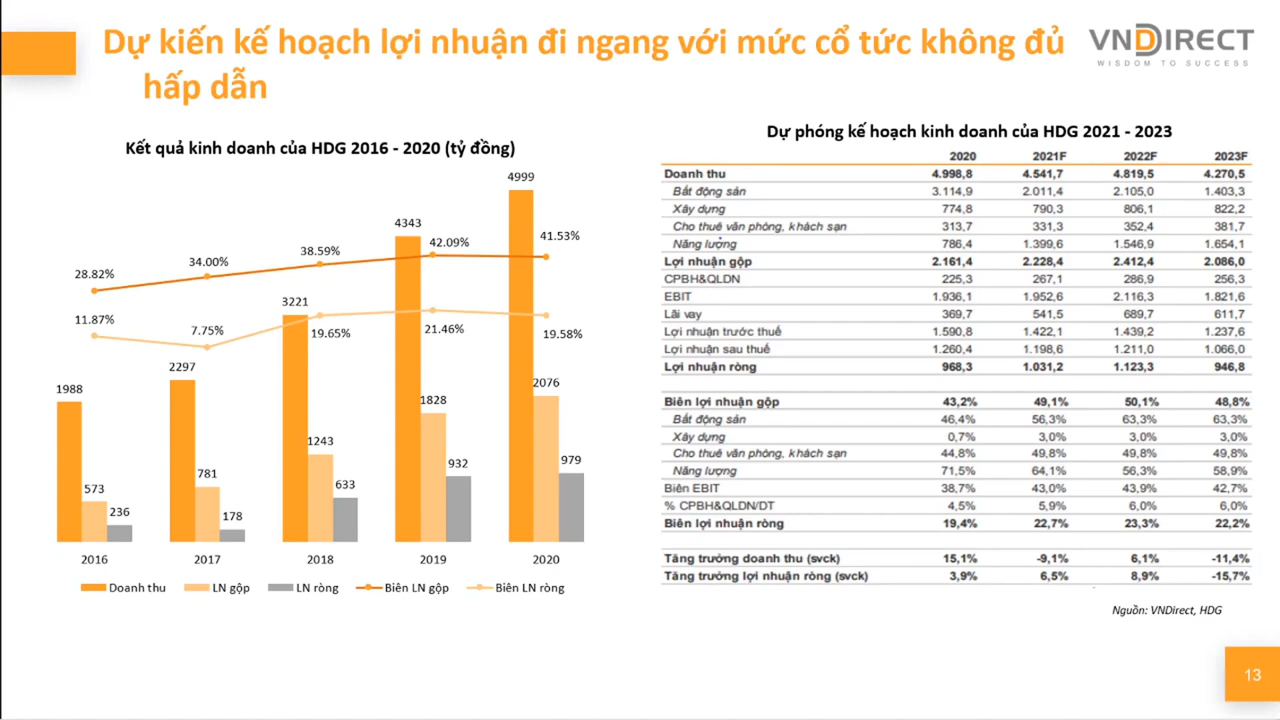 Dự kiến kế hoạch lợi nhuận đi ngang với mức cổ tức không đủ
hấp dẫn
VNDIRECT
WISDOM TO SUCCESS
Kết quả kinh doanh của HDG 2016 - 2020 (tỷ đồng)
4999
4343
3221
2297
1988
41.53%
42.09%
38.59%
34.00%
28.82%
11.87%
7.75%
19.65%
21.46%
19.58%
573
236
781
178
1243
633
1828
932
2076
979
2016 2017 2018 2019 2020
Doanh thu LN gộp LN ròng Biên LN gộp Biên LN ròng
Dự phóng kế hoạch kinh doanh của HDG 2021 - 2023
2020 2021F 2022F 2023F
Doanh thu 4.998,8 4.541,7 4.819,5 4.270,5
Bất động sản 3.114,9 2.011,4 2.105,0 1.403,3
Xây dựng 774,8 790,3 806,1 822,2
Cho thuê văn phòng, khách sạn 313,7 331,3 352,4 381,7
Năng lượng 786,4 1.399,6 1.546,9 1.654,1
Lợi nhuận gộp 2.161,4 2.228,4 2.412,4 2.086,0
CPBH&QLDN 225,3 267,1 286,9 256,3
EBIT 1.936,1 1.952,6 2.116,3 1.821,6
Lãi vay 369,7 541,5 689,7 611,7
Lợi nhuận trước thuế 1.590,8 1.422,1 1.439,2 1.237,6
Lợi nhuận sau thuế 1.260,4 1.198,6 1.211,0 1.066,0
Lợi nhuận ròng 968,3 1.031,2 1.123,3 946,8
Biên lợi nhuận gộp 43,2% 49,1% 50,1% 48,8%
Bất động sản 46,4% 56,3% 63,3% 63,3%
Xây dựng 0,7% 3,0% 3,0% 3,0%
Cho thuê văn phòng, khách sạn 44,8% 49,8% 49,8% 49,8%
Năng lượng 71,5% 64,1% 56,3% 58,9%
Biên EBIT 38,7% 43,0% 43,9% 42,7%
% CPBH&QLDN/DT 4,5% 5,9% 6,0% 6,0%
Biên lợi nhuận ròng 19,4% 22,7% 23,3% 22,2%
Tăng trưởng doanh thu (svck) 15,1% -9,1% 6,1% -11,4%
Tăng trưởng lợi nhuận ròng (svck) 3,9% 6,5% 8,9% -15,7%
Nguồn: VNDirect, HDG
13